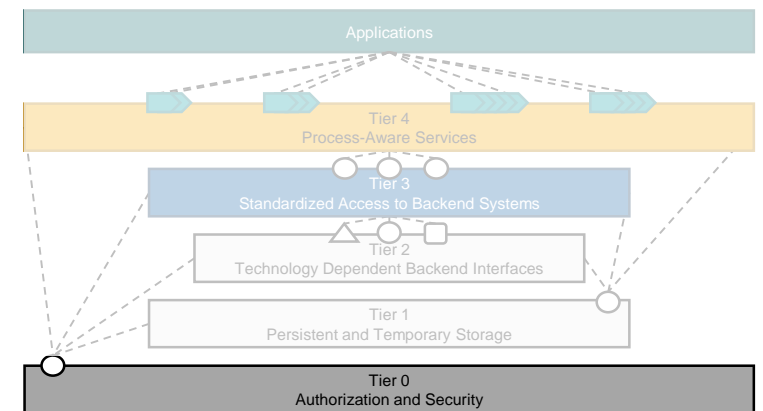 Applications
Tier 4
Process-Aware Services
Tier 3
Standardized Access to Backend Systems
Tier 2
Technology Dependent Backend Interfaces
Tier 1
Persistent and Temporary Storage
Tier 0
Authorization and Security